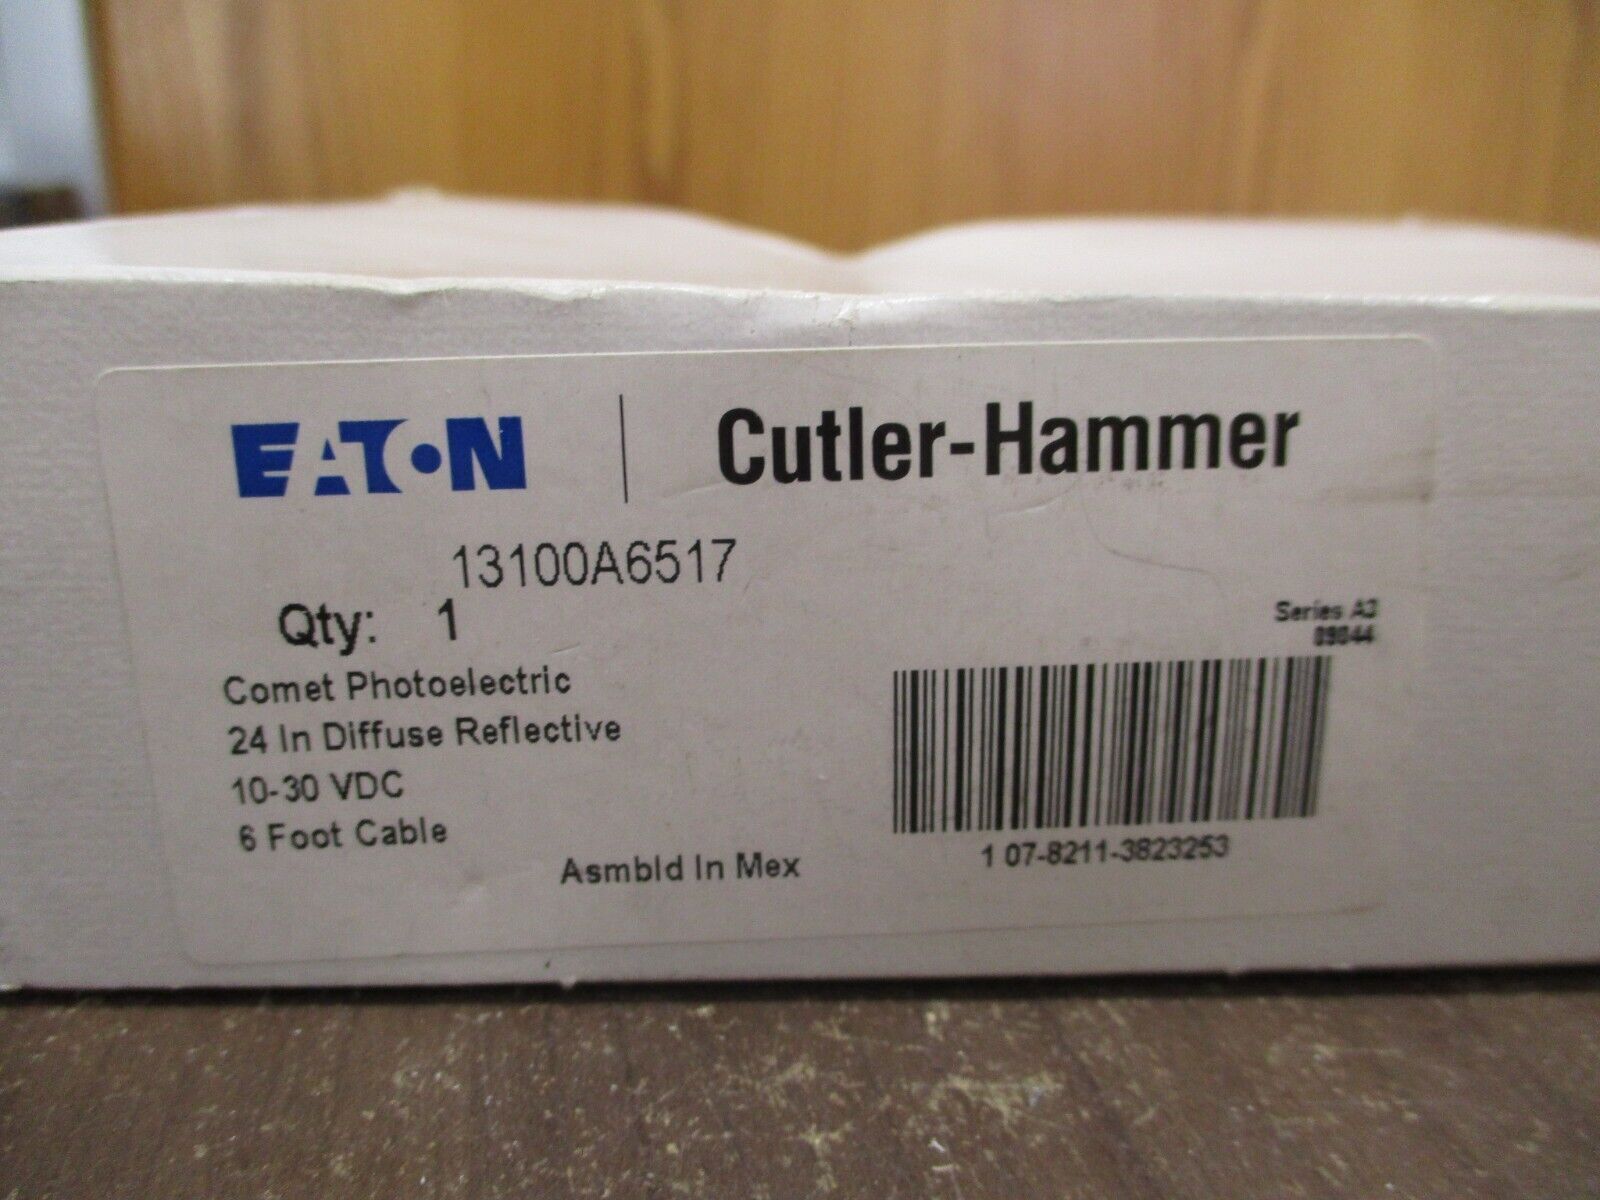 EATON | Cutler-Hammer
13100A6517
Qty: 1
Series A3
09044
Comet Photoelectric
24 In Diffuse Reflective
10-30 VDC
6 Foot Cable
Asmbld In Mex
1 07-8211-3823253